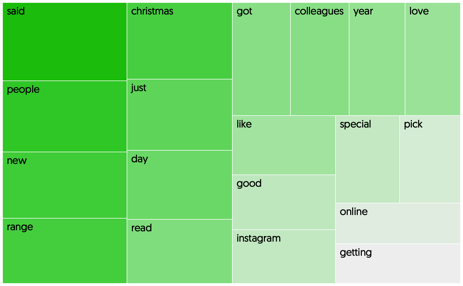 said
people
new
range
christmas
just
day
read
got
colleagues
year
love
like
good
instagram
special
pick
online
getting